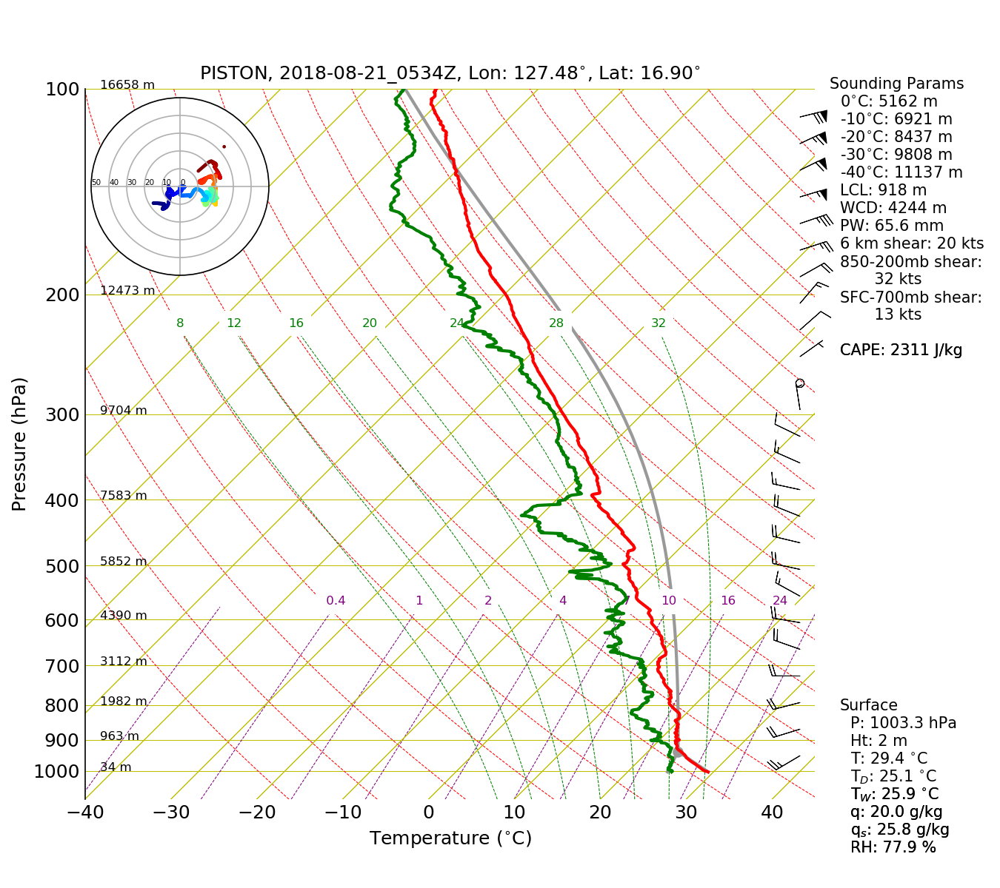 PISTON, 2018-08-21_0534Z, Lon: 127.48°, Lat: 16.90°
Pressure (hPa)
100
200
300
400
500
600
700
800
900
1000
16658 m
12473 m
9704 m
7583 m
5852 m
4390 m
3112 m
1982 m
963 m
34 m
50 40 30 20 10 0
8 12 16 20 24 28 32
0.4 1 2 4 7 10 16 24
−40 −30 −20 −10 0 10 20 30 40
Temperature (°C)
Sounding Params
0°C: 5162 m
-10°C: 6921 m
-20°C: 8437 m
-30°C: 9808 m
-40°C: 11137 m
LCL: 918 m
WCD: 4244 m
PW: 65.6 mm
6 km shear: 20 kts
850-200mb shear:
32 kts
SFC-700mb shear:
13 kts
CAPE: 2311 J/kg
Surface
P: 1003.3 hPa
Ht: 2 m
T: 29.4 °C
T_D: 25.1 °C
T_W: 25.9 °C
q: 20.0 g/kg
q_s: 25.8 g/kg
RH: 77.9 %